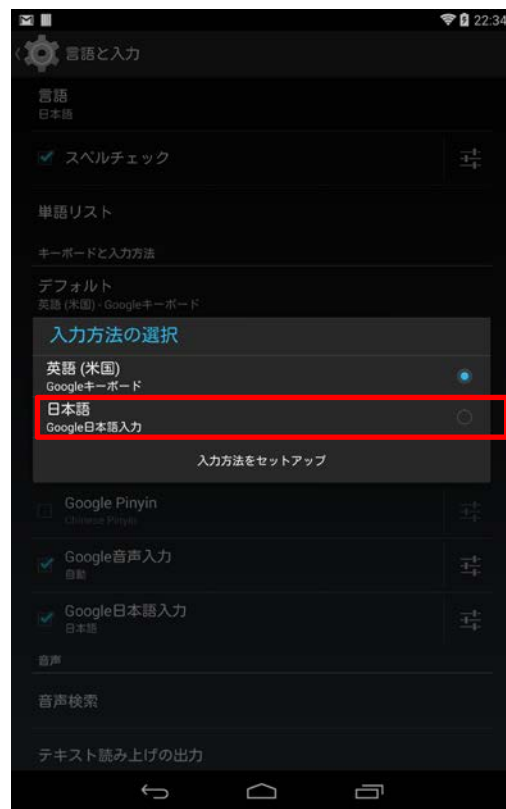 22:34
言語と入力
言語
日本語
スペルチェック
単語リスト
キーボードと入力方法
デフォルト
英語 (米国) - Googleキーボード
入力方法の選択
英語 (米国)
Googleキーボード
日本語
Google日本語入力
入力方法をセットアップ
Google Pinyin
Chinese Pinyin
Google音声入力
自動
Google日本語入力
日本語
音声
音声検索
テキスト読み上げの出力